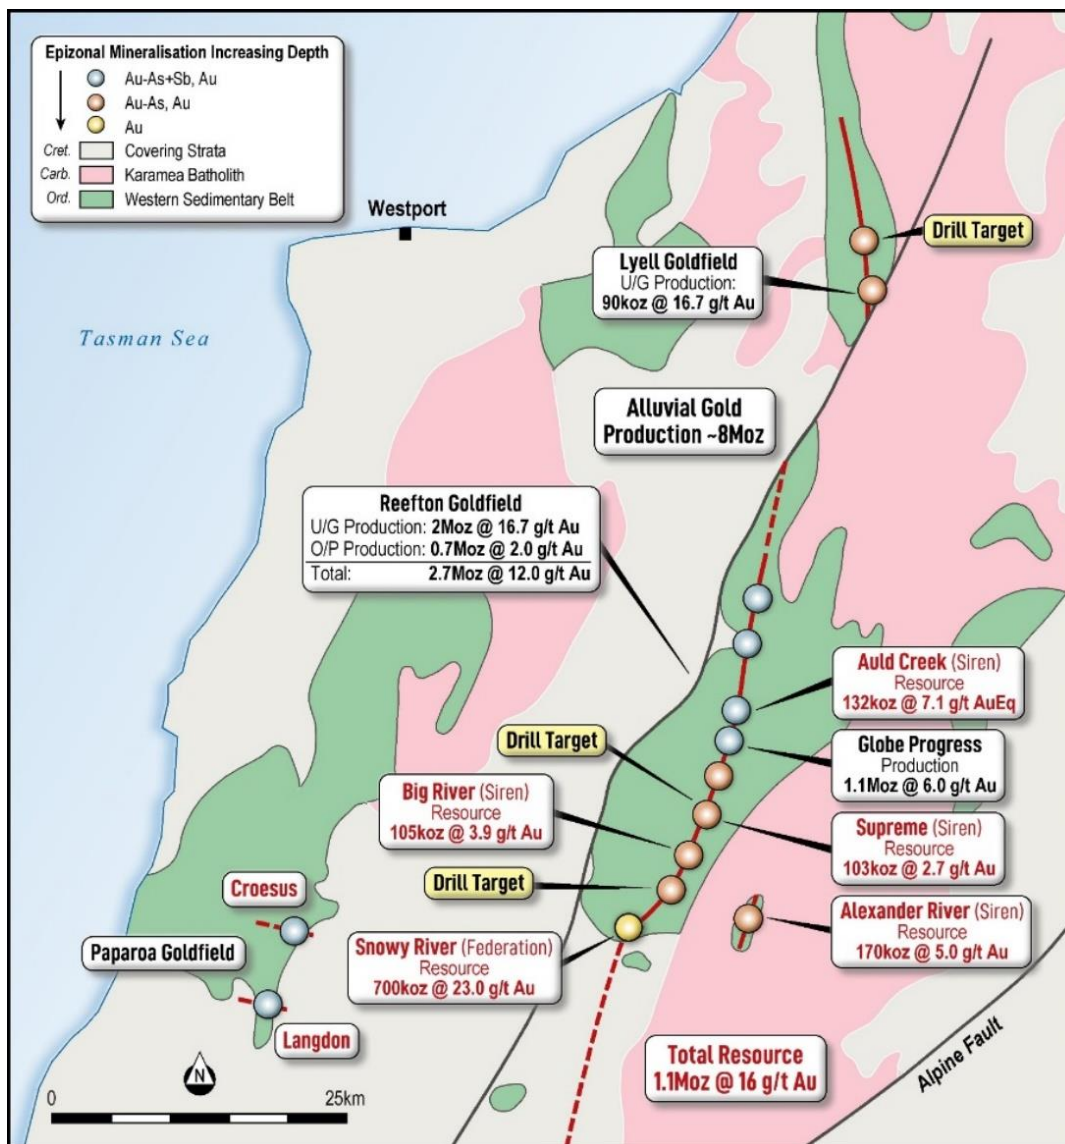 Epizonal Mineralisation Increasing Depth
Au-As+Sb, Au
Au-As, Au
Au
Cret. Covering Strata
Carb. Karamea Batholith
Ord. Western Sedimentary Belt
Westport
Tasman Sea
Drill Target
Lyell Goldfield
U/G Production:
90koz @ 16.7 g/t Au
Alluvial Gold
Production ~8Moz
Reefton Goldfield
U/G Production: 2Moz @ 16.7 g/t Au
O/P Production: 0.7Moz @ 2.0 g/t Au
Total: 2.7Moz @ 12.0 g/t Au
Auld Creek (Siren)
Resource
132koz @ 7.1 g/t AuEq
Globe Progress
Production
1.1Moz @ 6.0 g/t Au
Drill Target
Big River (Siren)
Resource
105koz @ 3.9 g/t Au
Supreme (Siren)
Resource
103koz @ 2.7 g/t Au
Drill Target
Croesus
Paparoa Goldfield
Alexander River (Siren)
Resource
170koz @ 5.0 g/t Au
Snowy River (Federation)
Resource
700koz @ 23.0 g/t Au
Langdon
Total Resource
1.1Moz @ 16 g/t Au
Alpine Fault
N
0 25km